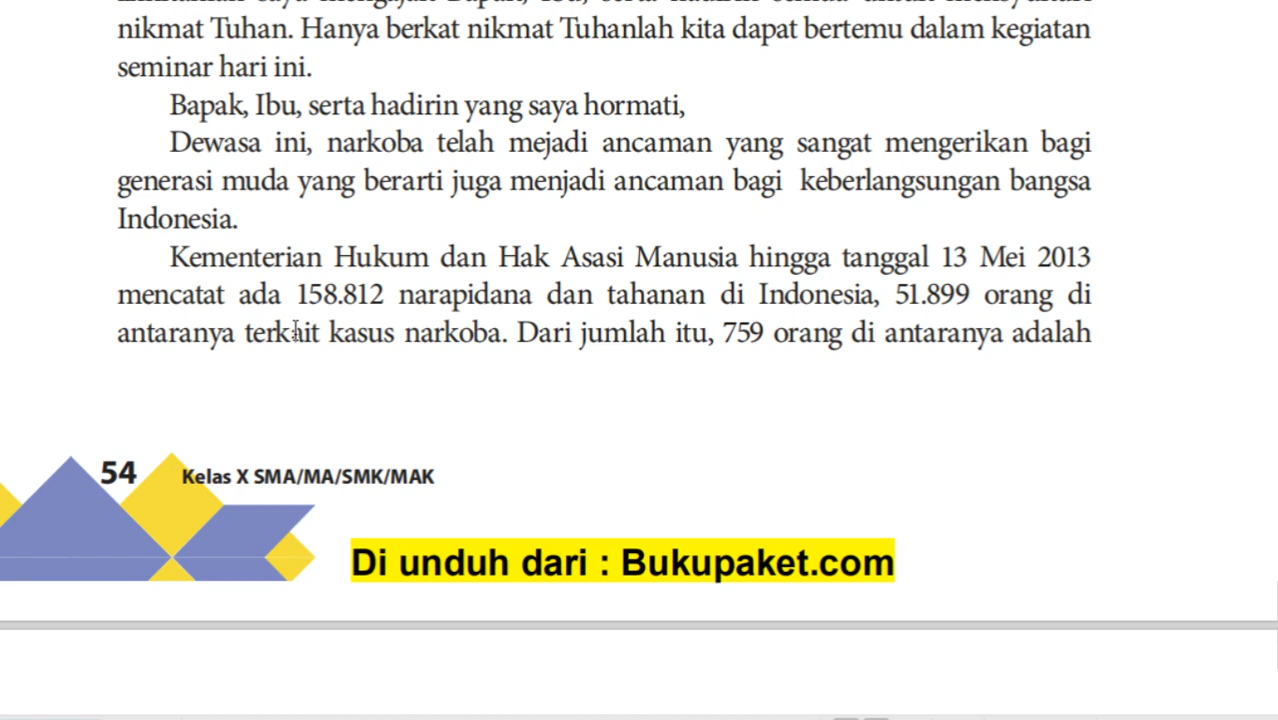 nikmat Tuhan. Hanya berkat nikmat Tuhanlah kita dapat bertemu dalam kegiatan
seminar hari ini.
Bapak, Ibu, serta hadirin yang saya hormati,
Dewasa ini, narkoba telah mejadi ancaman yang sangat mengerikan bagi
generasi muda yang berarti juga menjadi ancaman bagi keberlangsungan bangsa
Indonesia.
Kementerian Hukum dan Hak Asasi Manusia hingga tanggal 13 Mei 2013
mencatat ada 158.812 narapidana dan tahanan di Indonesia, 51.899 orang di
antaranya terkait kasus narkoba. Dari jumlah itu, 759 orang di antaranya adalah
54 Kelas X SMA/MA/SMK/MAK
Di unduh dari : Bukupaket.com